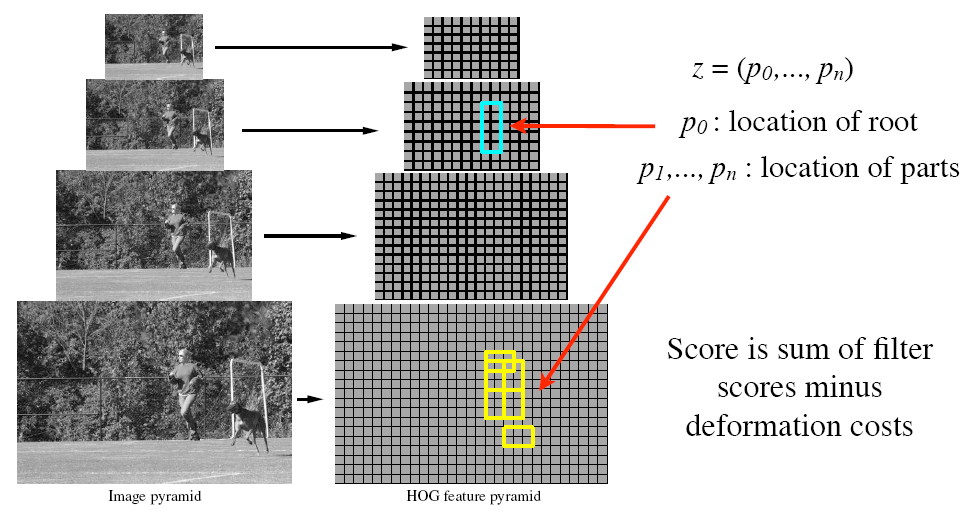 z = (p₀,..., pₙ)
p₀ : location of root
p₁,..., pₙ : location of parts
Score is sum of filter
scores minus
deformation costs
Image pyramid
HOG feature pyramid